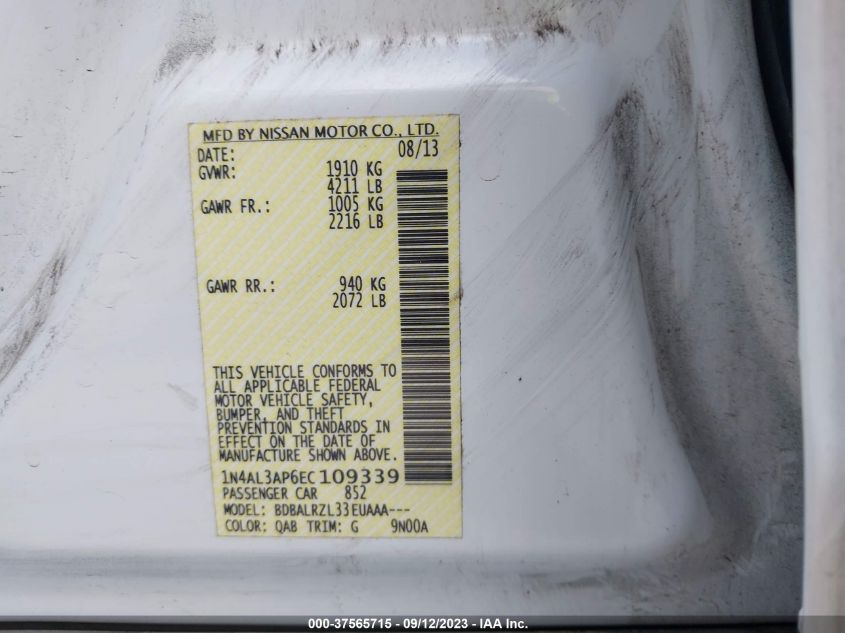 MFD BY NISSAN MOTOR CO., LTD.
DATE: 08/13
GVWR: 1910 KG
4211 LB
GAWR FR.: 1005 KG
2216 LB
GAWR RR.: 940 KG
2072 LB
THIS VEHICLE CONFORMS TO
ALL APPLICABLE FEDERAL
MOTOR VEHICLE SAFETY,
BUMPER, AND THEFT
PREVENTION STANDARDS IN
EFFECT ON THE DATE OF
MANUFACTURE SHOWN ABOVE.
1N4AL3AP6EC109339
PASSENGER CAR 852
MODEL: BDBALRZL33EUAAA---
COLOR: QAB TRIM: G 9N00A
000-37565715 - 09/12/2023 - IAA Inc.